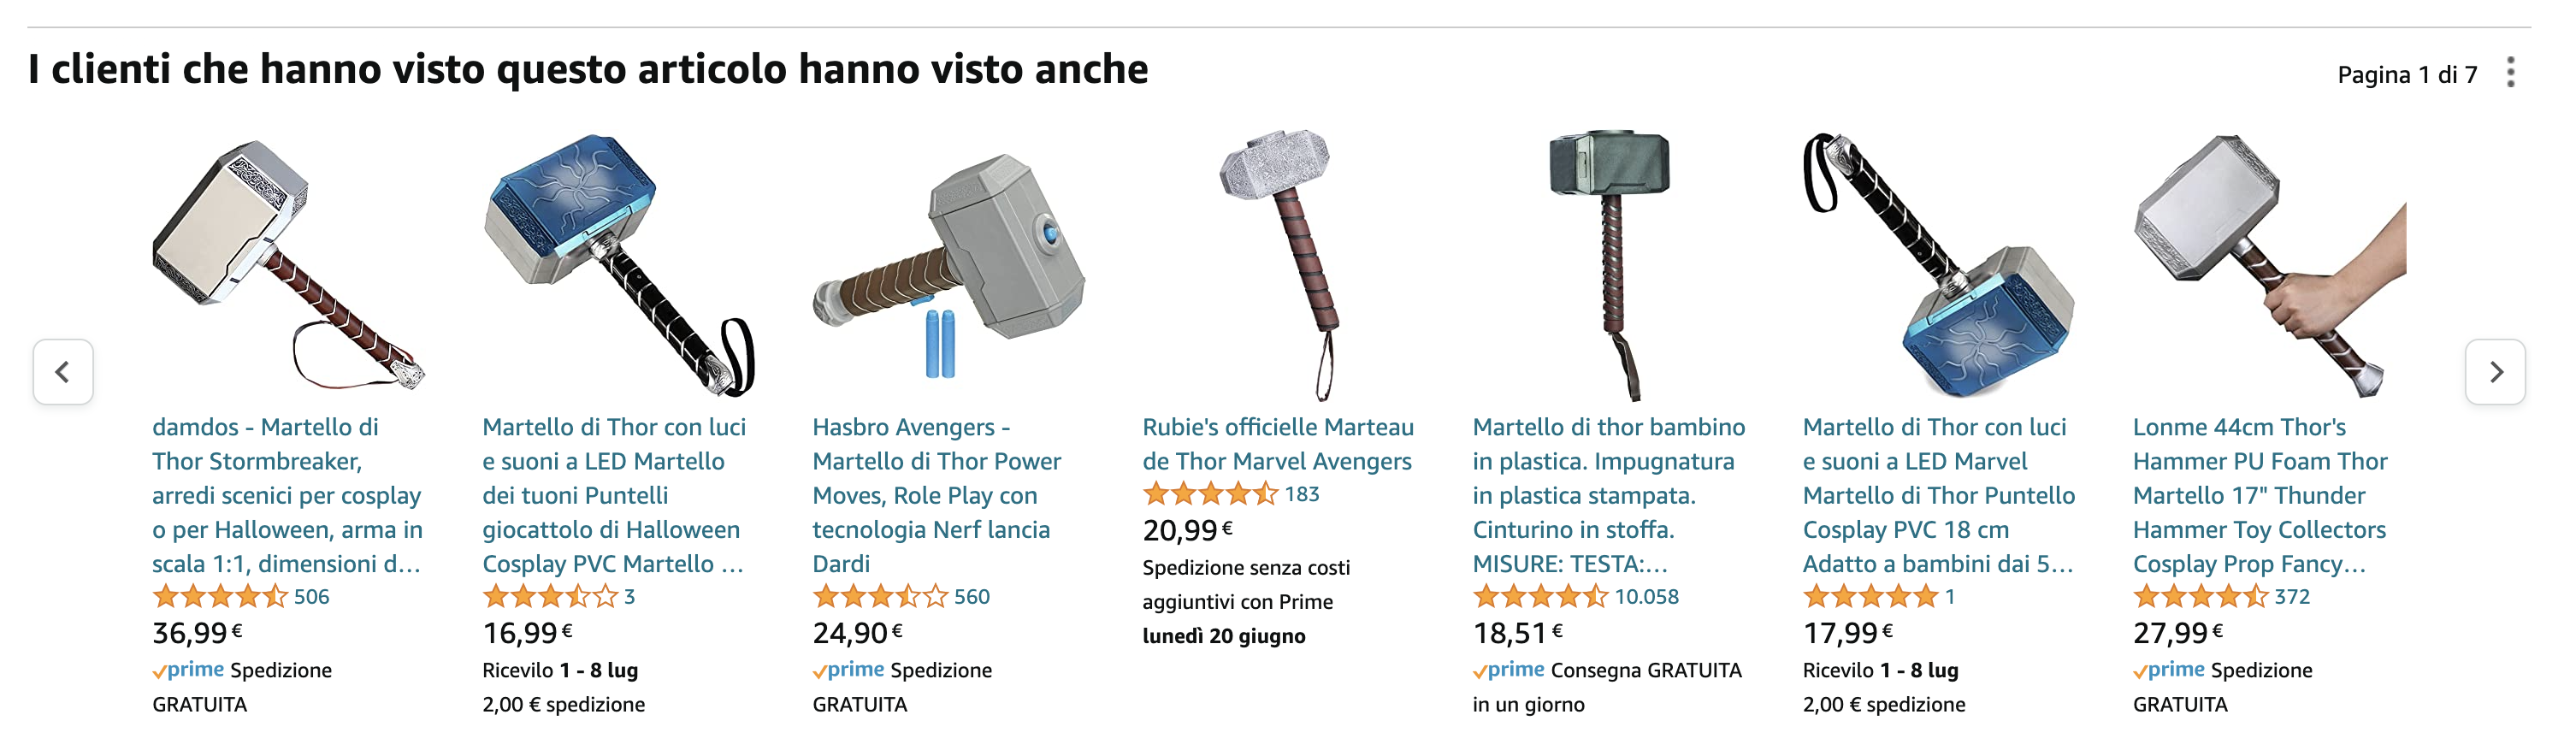 I clienti che hanno visto questo articolo hanno visto anche
Pagina 1 di 7
damdos - Martello di
Thor Stormbreaker,
arredi scenici per cosplay
o per Halloween, arma in
scala 1:1, dimensioni d...
506
36,99 €
prime Spedizione
GRATUITA
Martello di Thor con luci
e suoni a LED Martello
dei tuoni Puntelli
giocattolo di Halloween
Cosplay PVC Martello ...
3
16,99 €
Ricevilo 1 - 8 lug
2,00 € spedizione
Hasbro Avengers -
Martello di Thor Power
Moves, Role Play con
tecnologia Nerf lancia
Dardi
560
24,90 €
prime Spedizione
GRATUITA
Rubie's officielle Marteau
de Thor Marvel Avengers
183
20,99 €
Spedizione senza costi
aggiuntivi con Prime
lunedì 20 giugno
Martello di thor bambino
in plastica. Impugnatura
in plastica stampata.
Cinturino in stoffa.
MISURE: TESTA:...
10.058
18,51 €
prime Consegna GRATUITA
in un giorno
Martello di Thor con luci
e suoni a LED Marvel
Martello di Thor Puntello
Cosplay PVC 18 cm
Adatto a bambini dai 5...
1
17,99 €
Ricevilo 1 - 8 lug
2,00 € spedizione
Lonme 44cm Thor's
Hammer PU Foam Thor
Martello 17" Thunder
Hammer Toy Collectors
Cosplay Prop Fancy...
372
27,99 €
prime Spedizione
GRATUITA